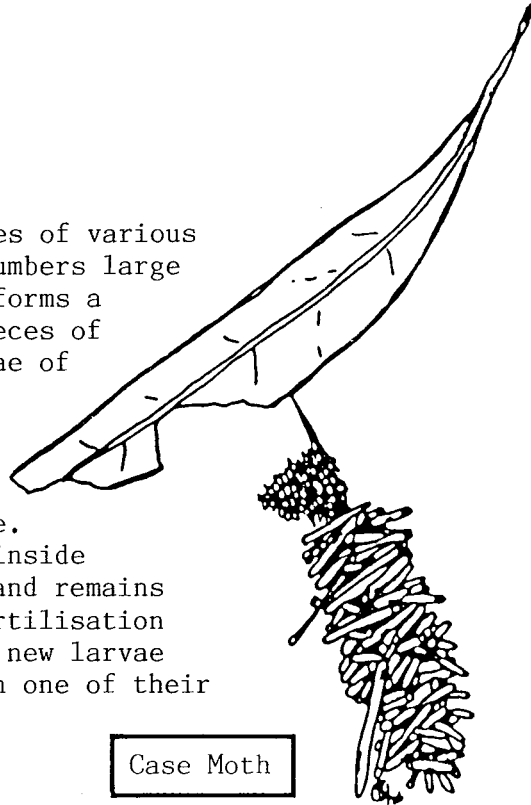 es of various
umbers large
forms a
eces of
ae of
e.
inside
and remains
rtilisation
new larvae
n one of their
Case Moth